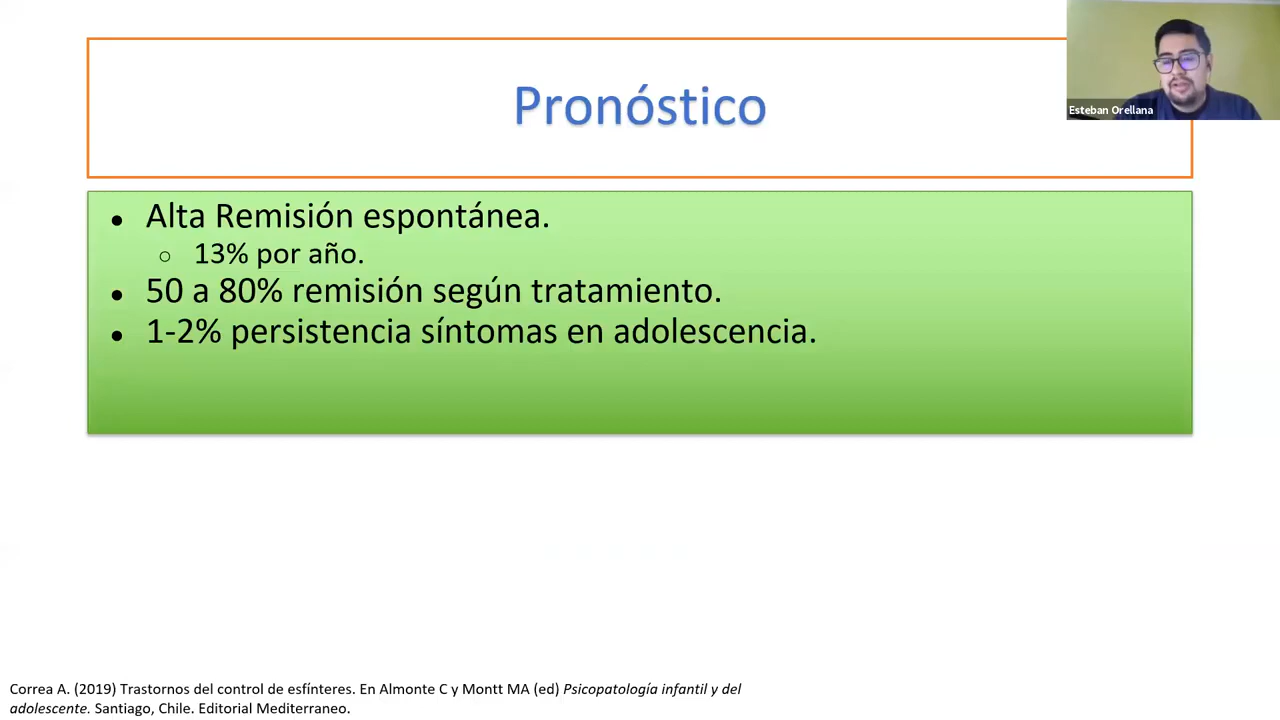 Pronóstico
Esteban Orellana
● Alta Remisión espontánea.
○ 13% por año.
● 50 a 80% remisión según tratamiento.
● 1-2% persistencia síntomas en adolescencia.
Correa A. (2019) Trastornos del control de esfínteres. En Almonte C y Montt MA (ed) Psicopatología infantil y del
adolescente. Santiago, Chile. Editorial Mediterraneo.